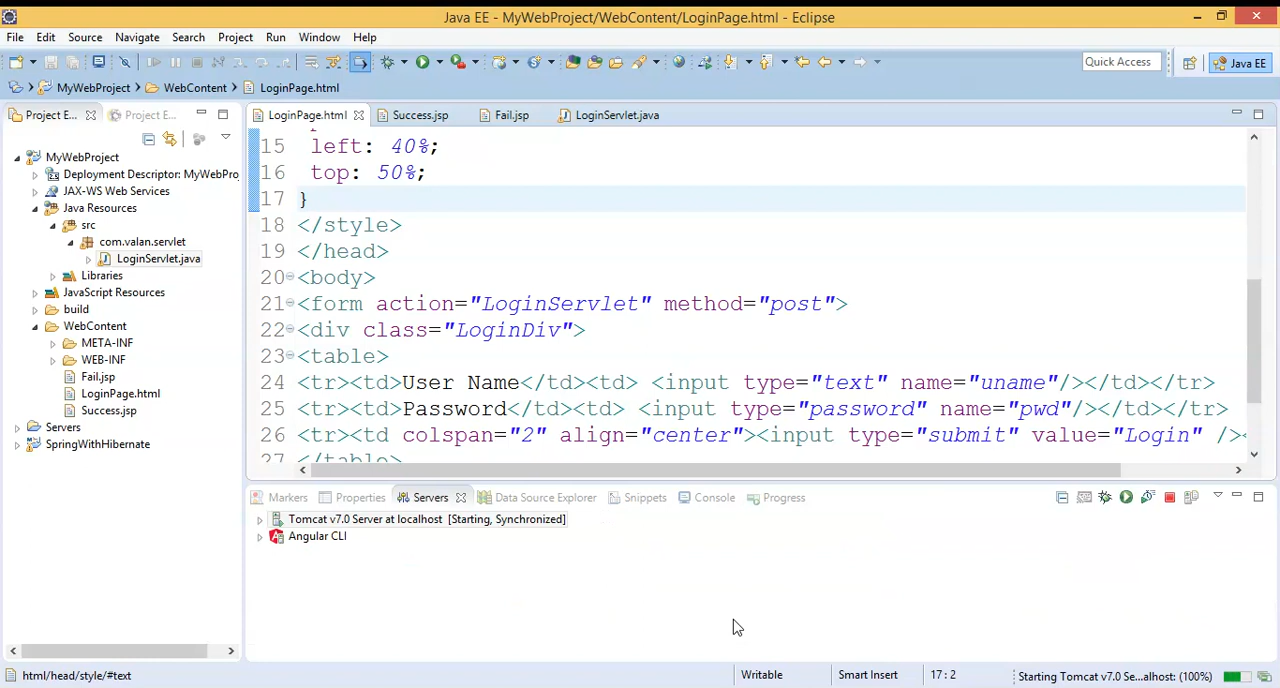 Java EE - MyWebProject/WebContent/LoginPage.html - Eclipse
File Edit Source Navigate Search Project Run Window Help
Quick Access
Java EE
MyWebProject WebContent LoginPage.html
Project E...
Project E...
MyWebProject
Deployment Descriptor: MyWebPro
JAX-WS Web Services
Java Resources
src
com.valan.servlet
LoginServlet.java
Libraries
JavaScript Resources
build
WebContent
META-INF
WEB-INF
Fail.jsp
LoginPage.html
Success.jsp
Servers
SpringWithHibernate
LoginPage.html Success.jsp Fail.jsp LoginServlet.java
15 left: 40%;
16 top: 50%;
17 }
18 </style>
19 </head>
20 <body>
21 <form action="LoginServlet" method="post">
22 <div class="LoginDiv">
23 <table>
24 <tr><td>User Name</td><td> <input type="text" name="uname"/></td></tr>
25 <tr><td>Password</td><td> <input type="password" name="pwd"/></td></tr>
26 <tr><td colspan="2" align="center"><input type="submit" value="Login" /><
27 </table>
Markers Properties Servers Data Source Explorer Snippets Console Progress
Tomcat v7.0 Server at localhost [Starting, Synchronized]
Angular CLI
html/head/style/#text
Writable
Smart Insert
17 : 2
Starting Tomcat v7.0 Se...alhost: (100%)